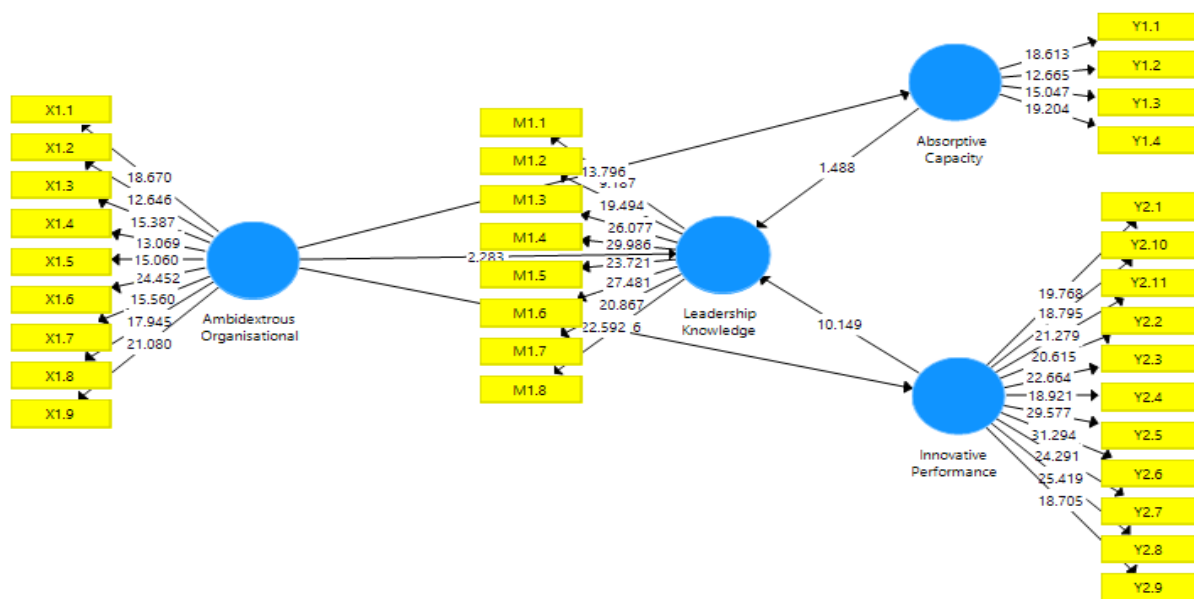 X1.1
X1.2
X1.3
X1.4
X1.5
X1.6
X1.7
X1.8
X1.9
18.670
12.646
15.387
13.069
15.060
24.452
15.560
17.945
21.080
Ambidextrous
Organisational
13.796
2.283
22.592
M1.1
M1.2
M1.3
M1.4
M1.5
M1.6
M1.7
M1.8
9.187
19.494
26.077
29.986
23.721
27.481
20.867
Leadership
Knowledge
1.488
10.149
Absorptive
Capacity
18.613
12.665
15.047
19.204
Y1.1
Y1.2
Y1.3
Y1.4
Innovative
Performance
19.768
18.795
21.279
20.615
22.664
18.921
29.577
31.294
24.291
25.419
18.705
Y2.1
Y2.10
Y2.11
Y2.2
Y2.3
Y2.4
Y2.5
Y2.6
Y2.7
Y2.8
Y2.9